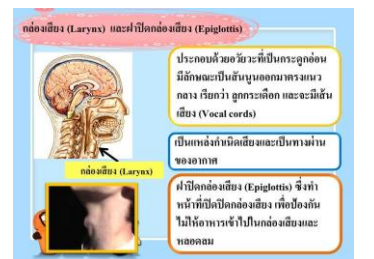 กล่องเสียง (Larynx) และฝาปิดกล่องเสียง (Epiglottis)
ประกอบด้วยอวัยวะที่เป็นกระดูกอ่อน
มีลักษณะเป็นสันนูนออกมาตรงแนว
กลาง เรียกว่า ลูกกระเดือก และจะมีเส้น
เสียง (Vocal cords)
เป็นแหล่งกำเนิดเสียงและเป็นทางผ่าน
ของอากาศ
กล่องเสียง (Larynx)
ฝาปิดกล่องเสียง (Epiglottis) ซึ่งทำ
หน้าที่เปิดปิดกล่องเสียง เพื่อป้องกัน
ไม่ให้อาหารเข้าไปในกล่องเสียงและ
หลอดลม